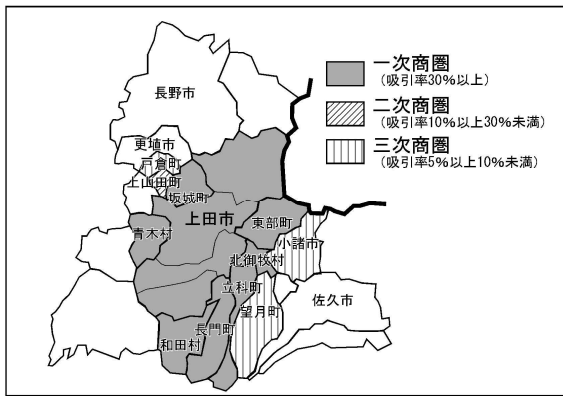 一次商圏
(吸引率30%以上)
二次商圏
(吸引率10%以上30%未満)
三次商圏
(吸引率5%以上10%未満)
長野市
更埴市
戸倉町
上山田町
坂城町
上田市
東部町
青木村
小諸市
北御牧村
立科町
望月町
佐久市
長門町
和田村